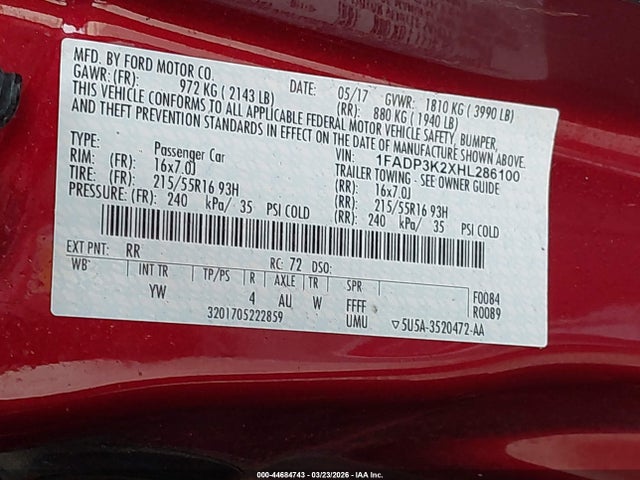 MFD. BY FORD MOTOR CO. DATE: 05/17 GVWR: 1810 KG ( 3990 LB)
GAWR: (FR): 972 KG ( 2143 LB) (RR): 880 KG ( 1940 LB)
THIS VEHICLE CONFORMS TO ALL APPLICABLE FEDERAL MOTOR VEHICLE SAFETY, BUMPER,
AND THEFT PREVENTION STANDARDS IN EFFECT ON THE DATE OF MANUFACTURE SHOWN ABOVE.
TYPE: Passenger Car VIN: 1FADP3K2XHL286100
TRAILER TOWING - SEE OWNER GUIDE
RIM: (FR): 16x7.0J (RR): 16x7.0J
TIRE: (FR): 215/55R16 93H (RR): 215/55R16 93H
PRESSURE: (FR): 240 kPa/ 35 PSI COLD (RR): 240 kPa/ 35 PSI COLD
EXT PNT: RR RC: 72 DSO:
WB INT TR TP/PS R AXLE TR SPR F0084
YW 4 AU W FFFF R0089
3201705222859 UMU ▽5U5A-3520472-AA
000-44684743 - 03/23/2026 - IAA Inc.